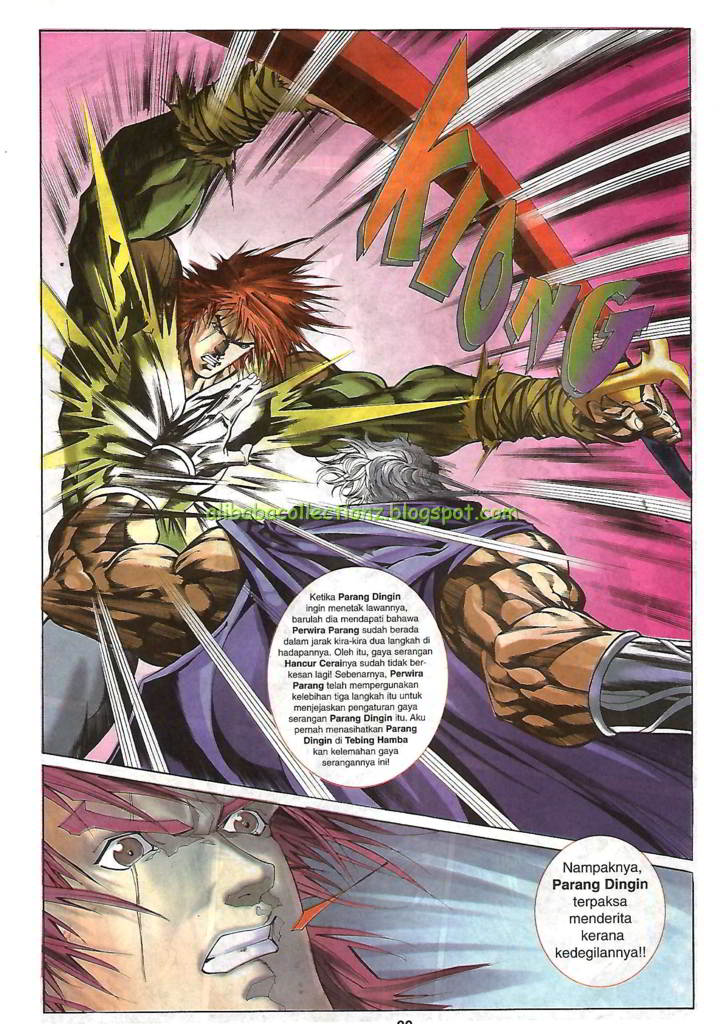 KLONG
alibabacollectionz.blogspot.com
Ketika Parang Dingin
ingin menetak lawannya,
barulah dia mendapati bahawa
Perwira Parang sudah berada
dalam jarak kira-kira dua langkah di
hadapannya. Oleh itu, gaya serangan
Hancur Cerainya sudah tidak ber-
kesan lagi! Sebenarnya, Perwira
Parang telah mempergunakan
kelebihan tiga langkah itu untuk
menjejaskan pengaturan gaya
serangan Parang Dingin itu. Aku
pernah menasihatkan Parang
Dingin di Tebing Hamba
kan kelemahan gaya
serangannya ini!
Nampaknya,
Parang Dingin
terpaksa
menderita
kerana
kedegilannya!!